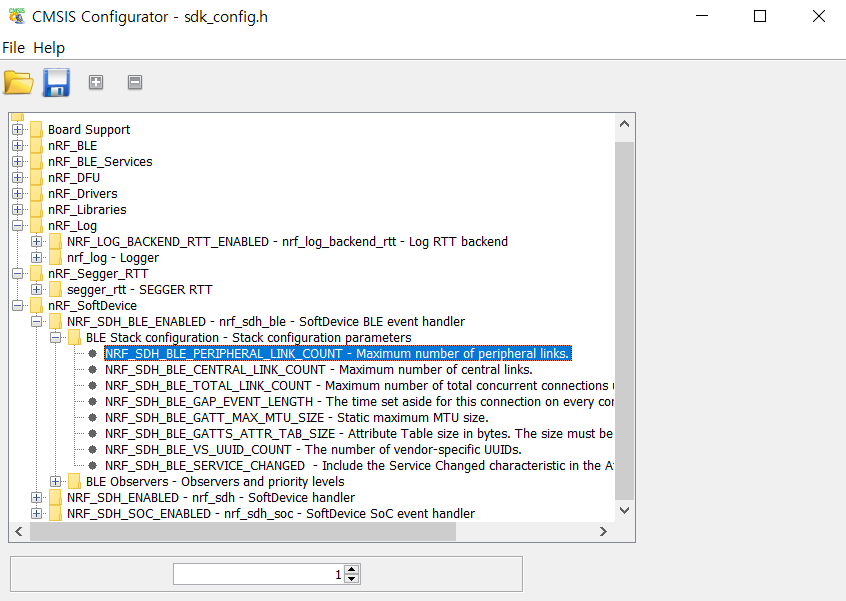 CMSIS Configurator - sdk_config.h
File Help
Board Support
nRF_BLE
nRF_BLE_Services
nRF_DFU
nRF_Drivers
nRF_Libraries
nRF_Log
NRF_LOG_BACKEND_RTT_ENABLED - nrf_log_backend_rtt - Log RTT backend
nrf_log - Logger
nRF_Segger_RTT
segger_rtt - SEGGER RTT
nRF_SoftDevice
NRF_SDH_BLE_ENABLED - nrf_sdh_ble - SoftDevice BLE event handler
BLE Stack configuration - Stack configuration parameters
NRF_SDH_BLE_PERIPHERAL_LINK_COUNT - Maximum number of peripheral links.
NRF_SDH_BLE_CENTRAL_LINK_COUNT - Maximum number of central links.
NRF_SDH_BLE_TOTAL_LINK_COUNT - Maximum number of total concurrent connections
NRF_SDH_BLE_GAP_EVENT_LENGTH - The time set aside for this connection on every
NRF_SDH_BLE_GATT_MAX_MTU_SIZE - Static maximum MTU size.
NRF_SDH_BLE_GATTS_ATTR_TAB_SIZE - Attribute Table size in bytes. The size must be
NRF_SDH_BLE_VS_UUID_COUNT - The number of vendor-specific UUIDs.
NRF_SDH_BLE_SERVICE_CHANGED - Include the Service Changed characteristic in the
BLE Observers - Observers and priority levels
NRF_SDH_ENABLED - nrf_sdh - SoftDevice handler
NRF_SDH_SOC_ENABLED - nrf_sdh_soc - SoftDevice SoC event handler
1